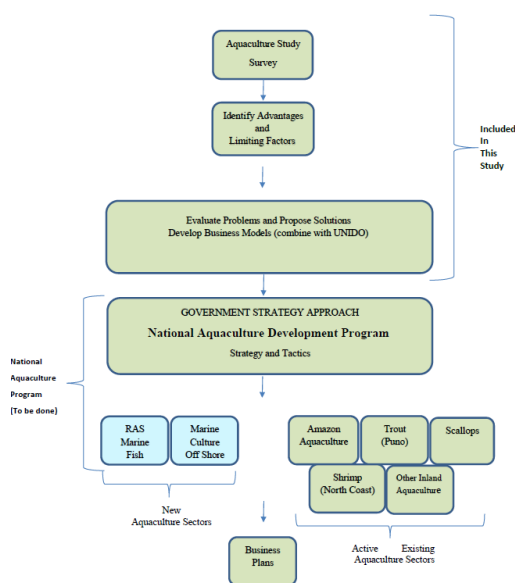 Aquaculture Study
Survey
Identify Advantages
and
Limiting Factors
Included
In
This
Study
Evaluate Problems and Propose Solutions
Develop Business Models (combine with UNIDO)
GOVERNMENT STRATEGY APPROACH
National Aquaculture Development Program
Strategy and Tactics
National
Aquaculture
Program
(To be done)
RAS
Marine
Fish
Marine
Culture
Off Shore
Amazon
Aquaculture
Trout
(Puno)
Scallops
Shrimp
(North Coast)
Other Inland
Aquaculture
New
Aquaculture Sectors
Active Existing
Aquaculture Sectors
Business
Plans